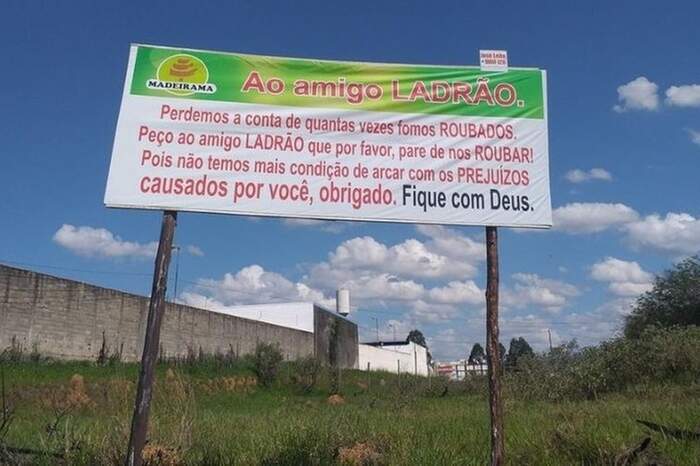 MADEIRAMA
Ao amigo LADRÃO.
Perdemos a conta de quantas vezes fomos ROUBADOS.
Peço ao amigo LADRÃO que por favor, pare de nos ROUBAR!
Pois não temos mais condição de arcar com os PREJUÍZOS
causados por você, obrigado. Fique com Deus.